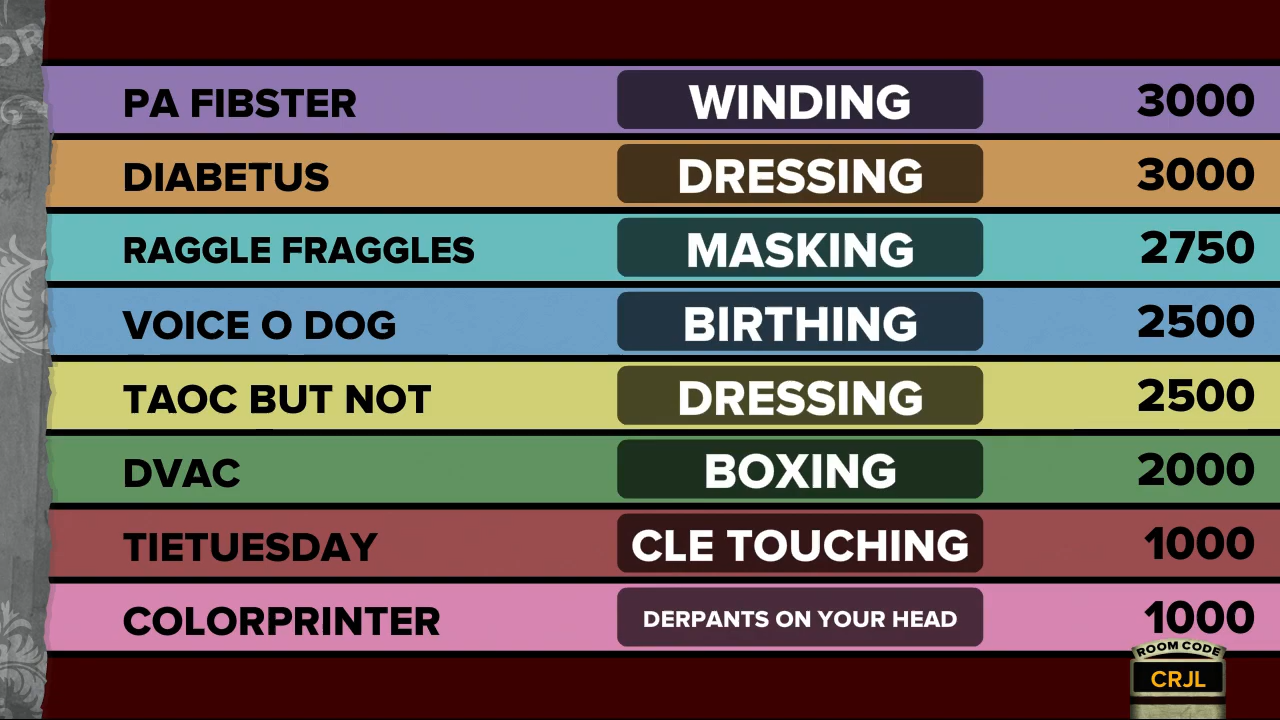 PA FIBSTER WINDING 3000
DIABETUS DRESSING 3000
RAGGLE FRAGGLES MASKING 2750
VOICE O DOG BIRTHING 2500
TAOC BUT NOT DRESSING 2500
DVAC BOXING 2000
TIETUESDAY CLE TOUCHING 1000
COLORPRINTER DERPANTS ON YOUR HEAD 1000
ROOM CODE
CRJL